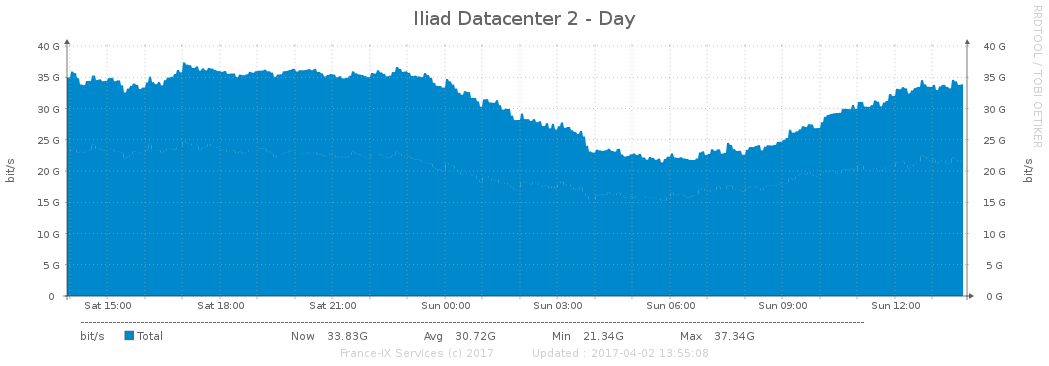 Iliad Datacenter 2 - Day
RRDTOOL / TOBI OETIKER
40 G 40 G
35 G 35 G
30 G 30 G
25 G 25 G
20 G 20 G
15 G 15 G
10 G 10 G
5 G 5 G
0 0 G
bit/s bit/s
Sat 15:00 Sat 18:00 Sat 21:00 Sun 00:00 Sun 03:00 Sun 06:00 Sun 09:00 Sun 12:00
bit/s Total Now 33.83G Avg 30.72G Min 21.34G Max 37.34G
France-IX Services (c) 2017 Updated : 2017-04-02 13:55:08